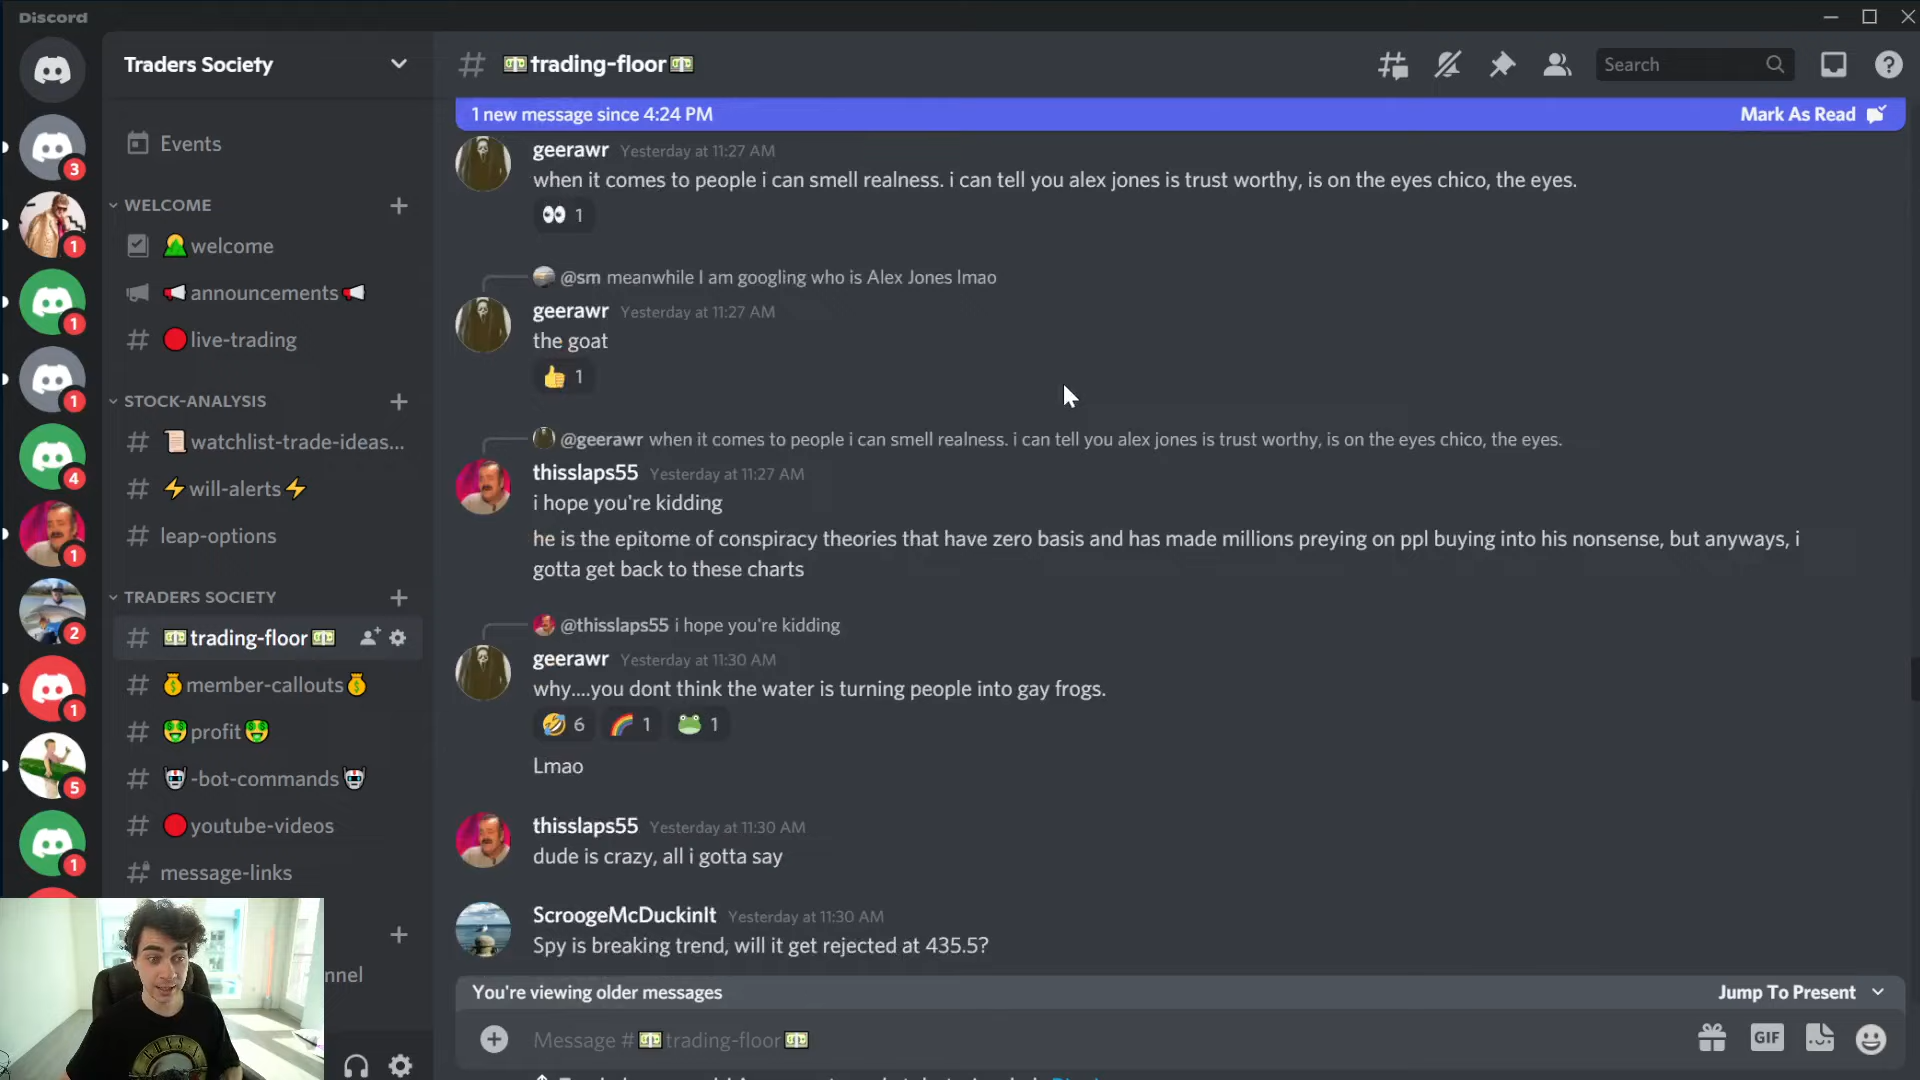 Discord
Traders Society
Events
WELCOME
welcome
announcements
live-trading
STOCK-ANALYSIS
watchlist-trade-ideas...
will-alerts
leap-options
TRADERS SOCIETY
trading-floor
member-callouts
profit
-bot-commands
youtube-videos
message-links
nnel
3
1
1
1
4
1
2
1
5
1
# trading-floor
Search
1 new message since 4:24 PM
Mark As Read
geerawr Yesterday at 11:27 AM
when it comes to people i can smell realness. i can tell you alex jones is trust worthy, is on the eyes chico, the eyes.
👀 1
@sm meanwhile I am googling who is Alex Jones lmao
geerawr Yesterday at 11:27 AM
the goat
👍 1
@geerawr when it comes to people i can smell realness. i can tell you alex jones is trust worthy, is on the eyes chico, the eyes.
thisslaps55 Yesterday at 11:27 AM
i hope you're kidding
he is the epitome of conspiracy theories that have zero basis and has made millions preying on ppl buying into his nonsense, but anyways, i
gotta get back to these charts
@thisslaps55 i hope you're kidding
geerawr Yesterday at 11:30 AM
why....you dont think the water is turning people into gay frogs.
🤣 6 🌈 1 🐸 1
Lmao
thisslaps55 Yesterday at 11:30 AM
dude is crazy, all i gotta say
ScroogeMcDuckinIt Yesterday at 11:30 AM
Spy is breaking trend, will it get rejected at 435.5?
You're viewing older messages
Jump To Present
Message # trading-floor
GIF